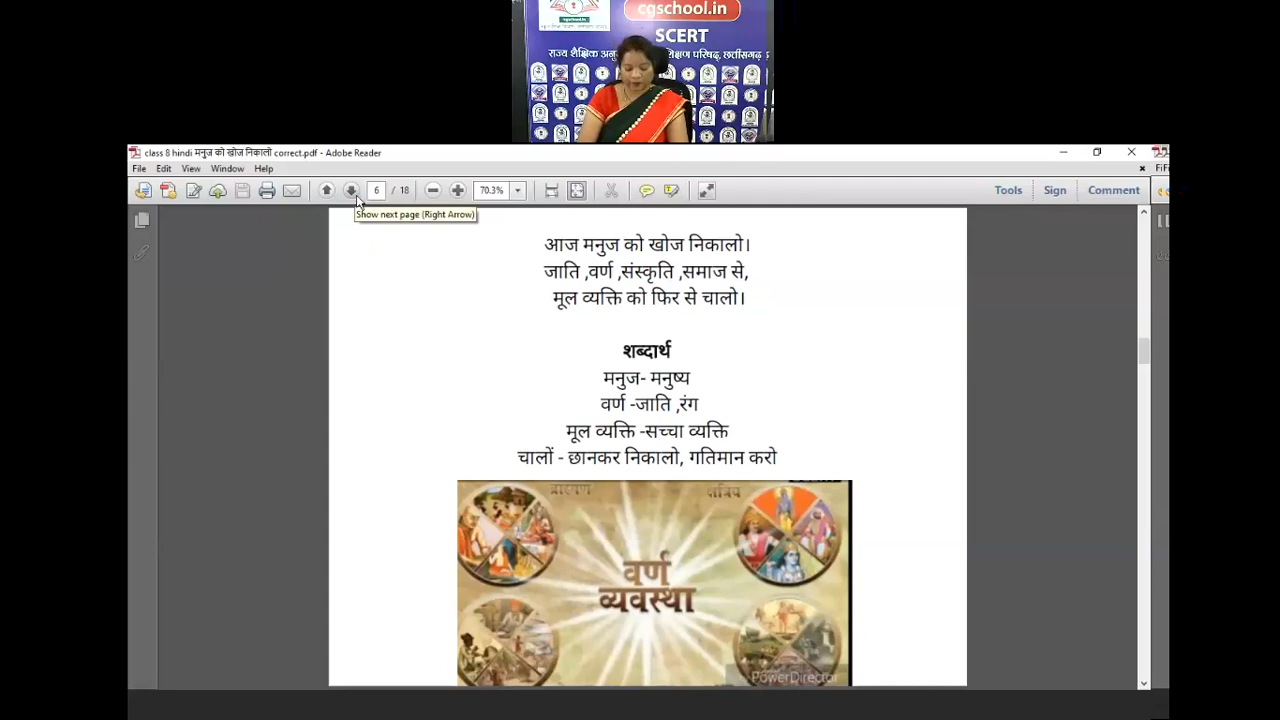 cgschool.in
SCERT
class 8 hindi मनुज को खोज निकालो correct.pdf - Adobe Reader
File Edit View Window Help
6 / 18 70.3% Tools Sign Comment
Show next page (Right Arrow)
आज मनुज को खोज निकालो।
जाति ,वर्ण ,संस्कृति ,समाज से,
मूल व्यक्ति को फिर से चालो।
शब्दार्थ
मनुज- मनुष्य
वर्ण -जाति ,रंग
मूल व्यक्ति -सच्चा व्यक्ति
चालों - छानकर निकालो, गतिमान करो
क्षत्रिय
वर्ण
व्यवस्था
PowerDirector